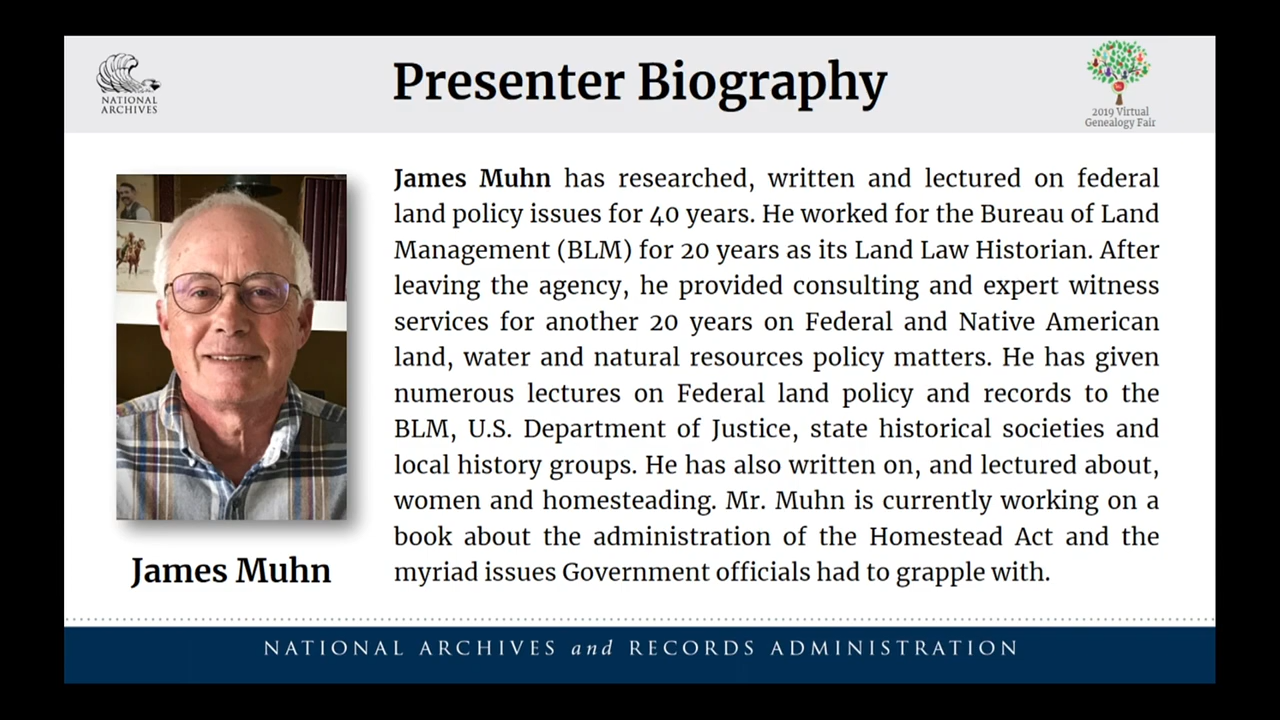 NATIONAL
ARCHIVES
Presenter Biography
2019 Virtual
Genealogy Fair
James Muhn has researched, written and lectured on federal
land policy issues for 40 years. He worked for the Bureau of Land
Management (BLM) for 20 years as its Land Law Historian. After
leaving the agency, he provided consulting and expert witness
services for another 20 years on Federal and Native American
land, water and natural resources policy matters. He has given
numerous lectures on Federal land policy and records to the
BLM, U.S. Department of Justice, state historical societies and
local history groups. He has also written on, and lectured about,
women and homesteading. Mr. Muhn is currently working on a
book about the administration of the Homestead Act and the
myriad issues Government officials had to grapple with.
James Muhn
NATIONAL ARCHIVES and RECORDS ADMINISTRATION